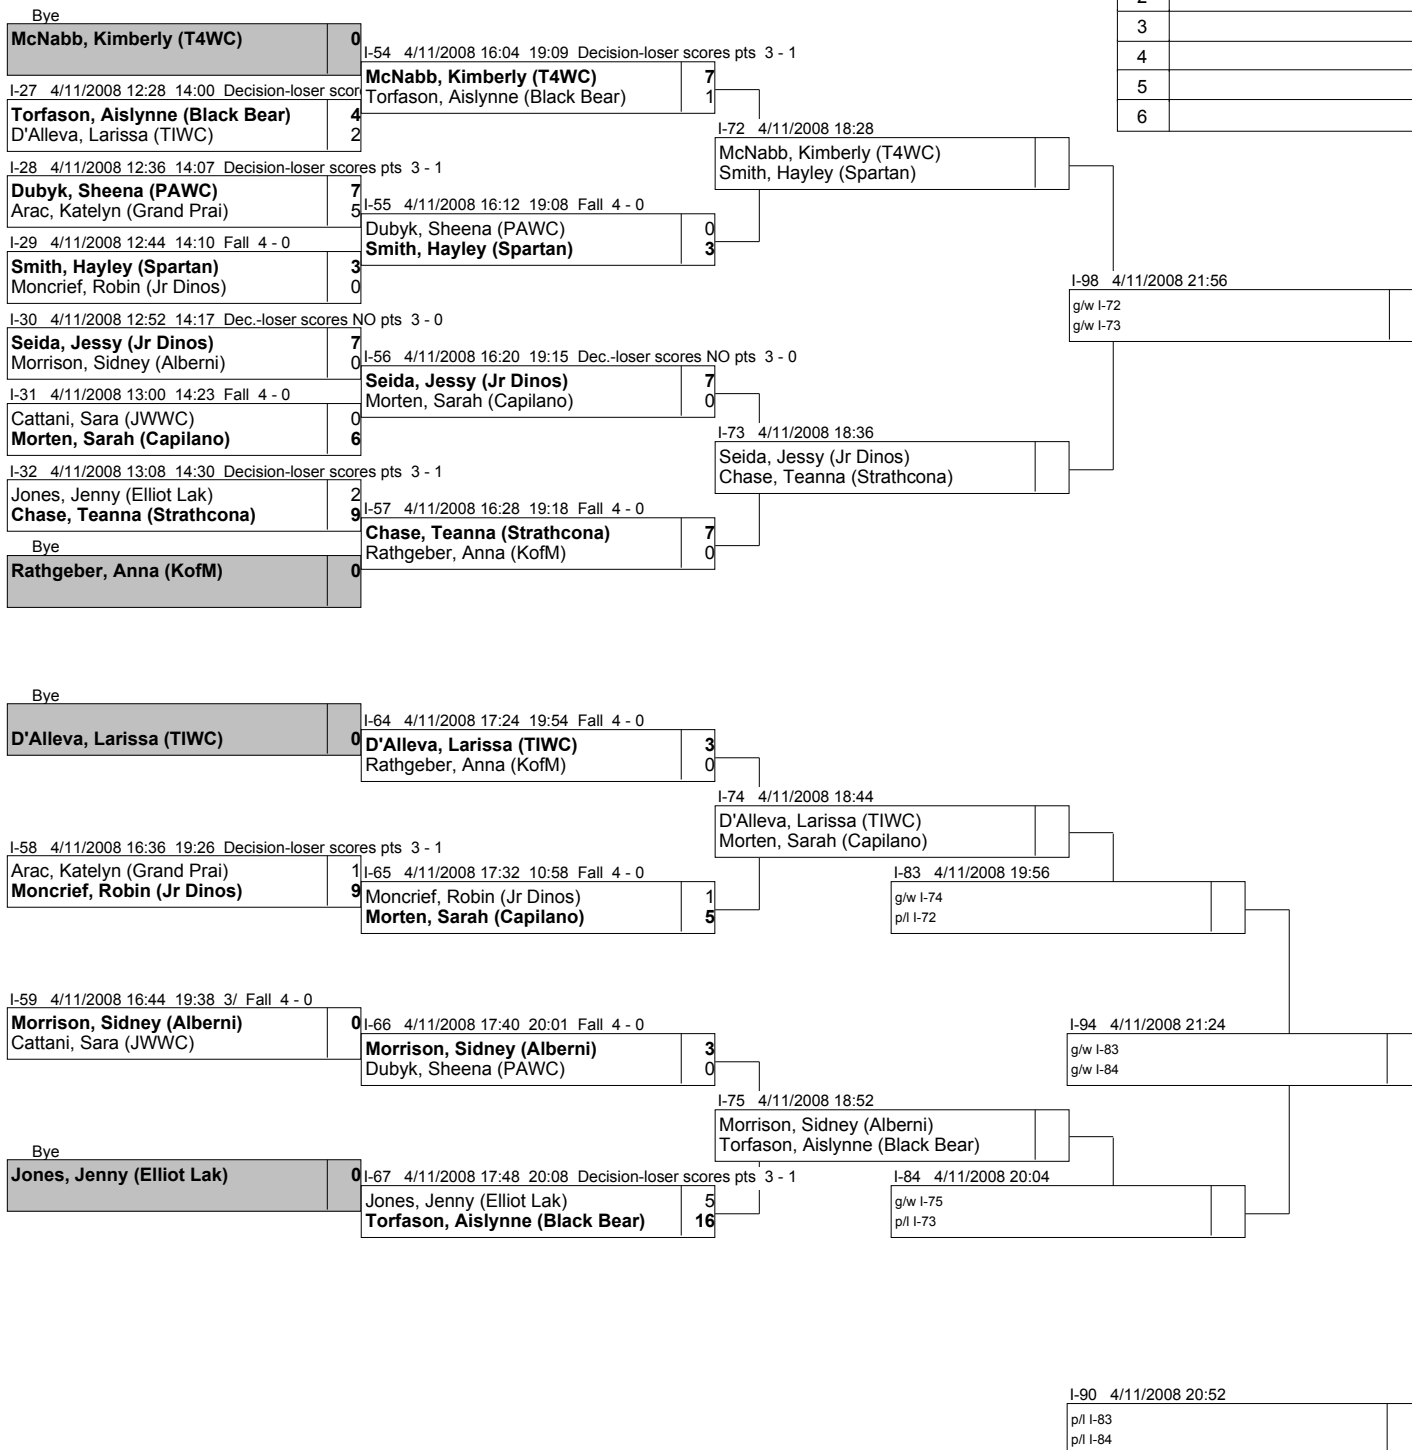 2
Bye
McNabb, Kimberly (T4WC) 0
I-54 4/11/2008 16:04 19:09 Decision-loser scores pts 3 - 1
McNabb, Kimberly (T4WC) 7
Torfason, Aislynne (Black Bear) 1
3
4
5
6
I-27 4/11/2008 12:28 14:00 Decision-loser scor
Torfason, Aislynne (Black Bear) 4
D'Alleva, Larissa (TIWC) 2
I-72 4/11/2008 18:28
McNabb, Kimberly (T4WC)
Smith, Hayley (Spartan)
I-28 4/11/2008 12:36 14:07 Decision-loser scores pts 3 - 1
Dubyk, Sheena (PAWC) 7
Arac, Katelyn (Grand Prai) 5
I-55 4/11/2008 16:12 19:08 Fall 4 - 0
Dubyk, Sheena (PAWC) 0
Smith, Hayley (Spartan) 3
I-29 4/11/2008 12:44 14:10 Fall 4 - 0
Smith, Hayley (Spartan) 3
Moncrief, Robin (Jr Dinos) 0
I-98 4/11/2008 21:56
g/w I-72
g/w I-73
I-30 4/11/2008 12:52 14:17 Dec.-loser scores NO pts 3 - 0
Seida, Jessy (Jr Dinos) 7
Morrison, Sidney (Alberni) 0
I-56 4/11/2008 16:20 19:15 Dec.-loser scores NO pts 3 - 0
Seida, Jessy (Jr Dinos) 7
Morten, Sarah (Capilano) 0
I-31 4/11/2008 13:00 14:23 Fall 4 - 0
Cattani, Sara (JWWC) 0
Morten, Sarah (Capilano) 6
I-73 4/11/2008 18:36
Seida, Jessy (Jr Dinos)
Chase, Teanna (Strathcona)
I-32 4/11/2008 13:08 14:30 Decision-loser scores pts 3 - 1
Jones, Jenny (Elliot Lak) 2
Chase, Teanna (Strathcona) 9
I-57 4/11/2008 16:28 19:18 Fall 4 - 0
Chase, Teanna (Strathcona) 7
Rathgeber, Anna (KofM) 0
Bye
Rathgeber, Anna (KofM) 0
Bye
D'Alleva, Larissa (TIWC) 0
I-64 4/11/2008 17:24 19:54 Fall 4 - 0
D'Alleva, Larissa (TIWC) 3
Rathgeber, Anna (KofM) 0
I-74 4/11/2008 18:44
D'Alleva, Larissa (TIWC)
Morten, Sarah (Capilano)
I-58 4/11/2008 16:36 19:26 Decision-loser scores pts 3 - 1
Arac, Katelyn (Grand Prai) 1
Moncrief, Robin (Jr Dinos) 9
I-65 4/11/2008 17:32 10:58 Fall 4 - 0
Moncrief, Robin (Jr Dinos) 1
Morten, Sarah (Capilano) 5
I-83 4/11/2008 19:56
g/w I-74
p/l I-72
I-59 4/11/2008 16:44 19:38 3/ Fall 4 - 0
Morrison, Sidney (Alberni) 0
Cattani, Sara (JWWC)
I-66 4/11/2008 17:40 20:01 Fall 4 - 0
Morrison, Sidney (Alberni) 3
Dubyk, Sheena (PAWC) 0
I-94 4/11/2008 21:24
g/w I-83
g/w I-84
I-75 4/11/2008 18:52
Morrison, Sidney (Alberni)
Torfason, Aislynne (Black Bear)
Bye
Jones, Jenny (Elliot Lak) 0
I-67 4/11/2008 17:48 20:08 Decision-loser scores pts 3 - 1
Jones, Jenny (Elliot Lak) 5
Torfason, Aislynne (Black Bear) 16
I-84 4/11/2008 20:04
g/w I-75
p/l I-73
I-90 4/11/2008 20:52
p/l I-83
p/l I-84